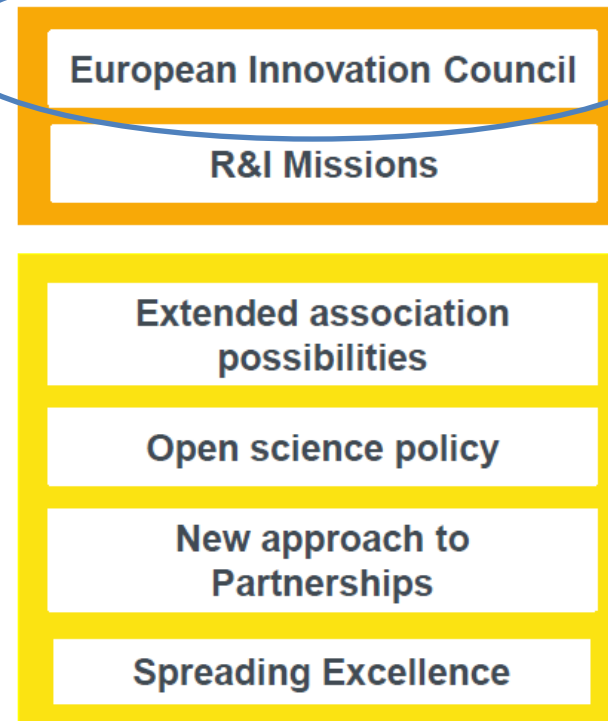 European Innovation Council
R&I Missions
Extended association
possibilities
Open science policy
New approach to
Partnerships
Spreading Excellence